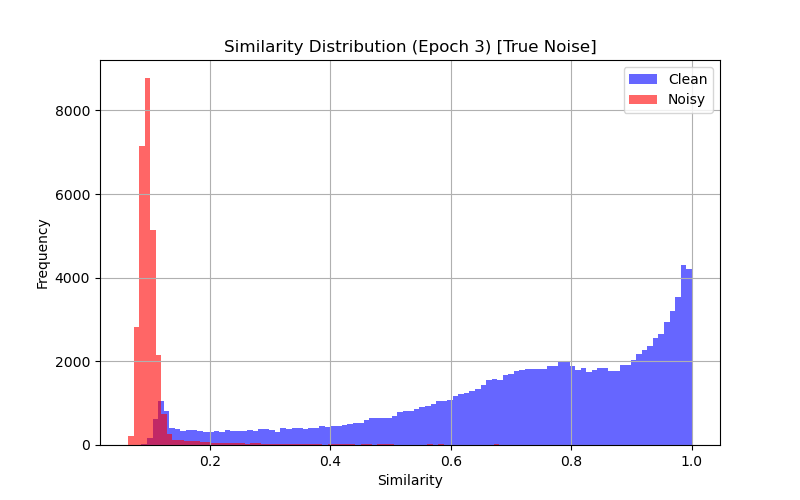 Similarity Distribution (Epoch 3) [True Noise]
Clean
Noisy
Frequency
8000
6000
4000
2000
0
0.2 0.4 0.6 0.8 1.0
Similarity